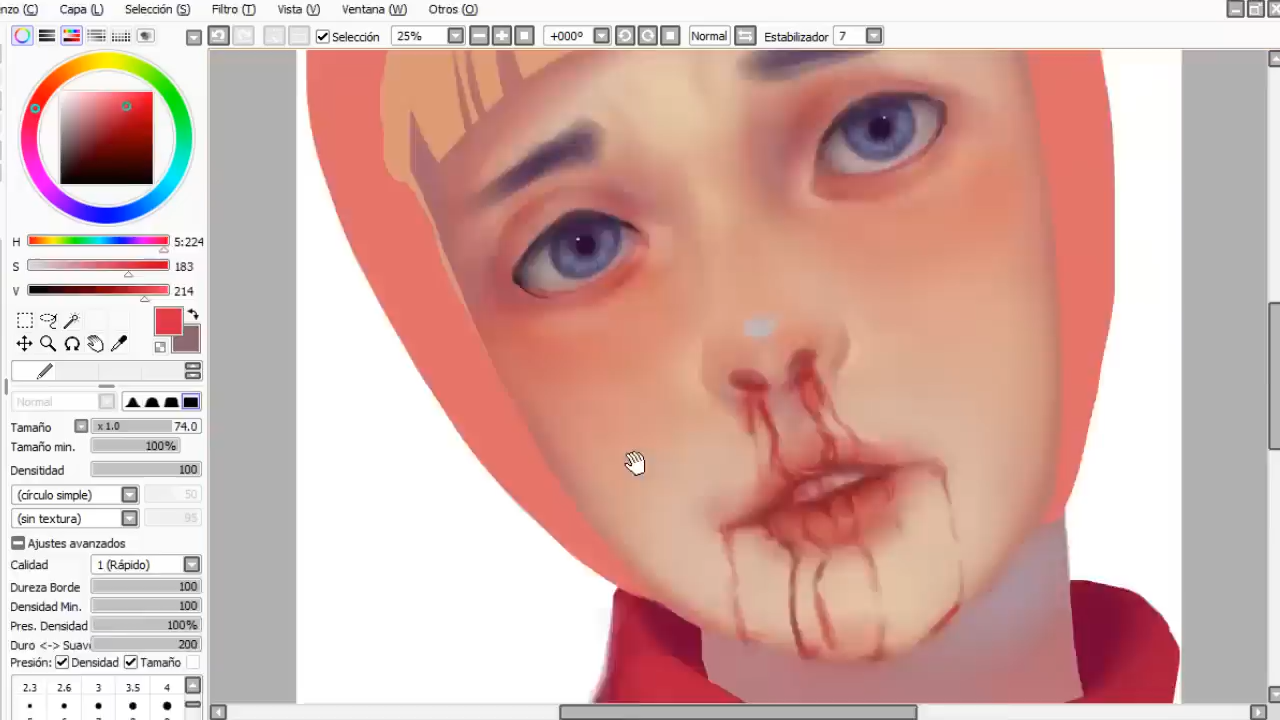 nzo (C) Capa (L) Selección (S) Filtro (T) Vista (V) Ventana (W) Otros (O)
Selección 25% +000° Normal Estabilizador 7
H 5:224
S 183
V 214
Normal
Tamaño x 1.0 74.0
Tamaño min. 100%
Densitidad 100
(círculo simple) 50
(sin textura) 95
Ajustes avanzados
Calidad 1 (Rápido)
Dureza Borde 100
Densidad Min. 100
Pres. Densidad 100%
Duro <-> Suave 200
Presión: Densidad Tamaño
2.3 2.6 3 3.5 4